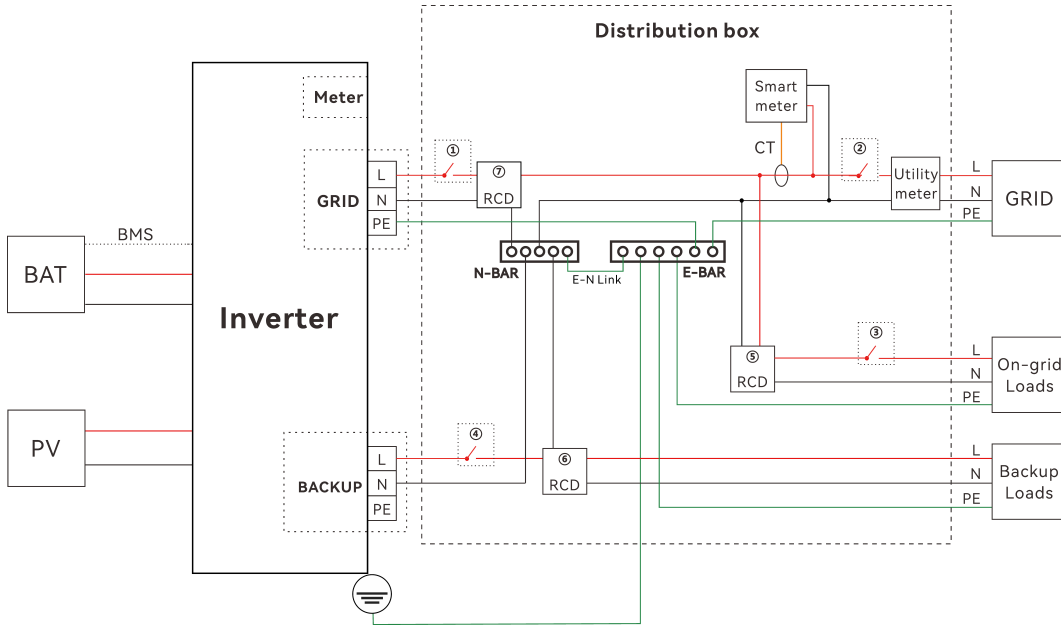 Distribution box
Smart
meter
Meter
CT
①
②
⑦
RCD
Utility
meter
L
N
PE
GRID
GRID
L
N
PE
BMS
BAT
N-BAR
E-N Link
E-BAR
Inverter
③
⑤
RCD
L
N
PE
On-grid
Loads
PV
④
⑥
RCD
BACKUP
L
N
PE
L
N
PE
Backup
Loads